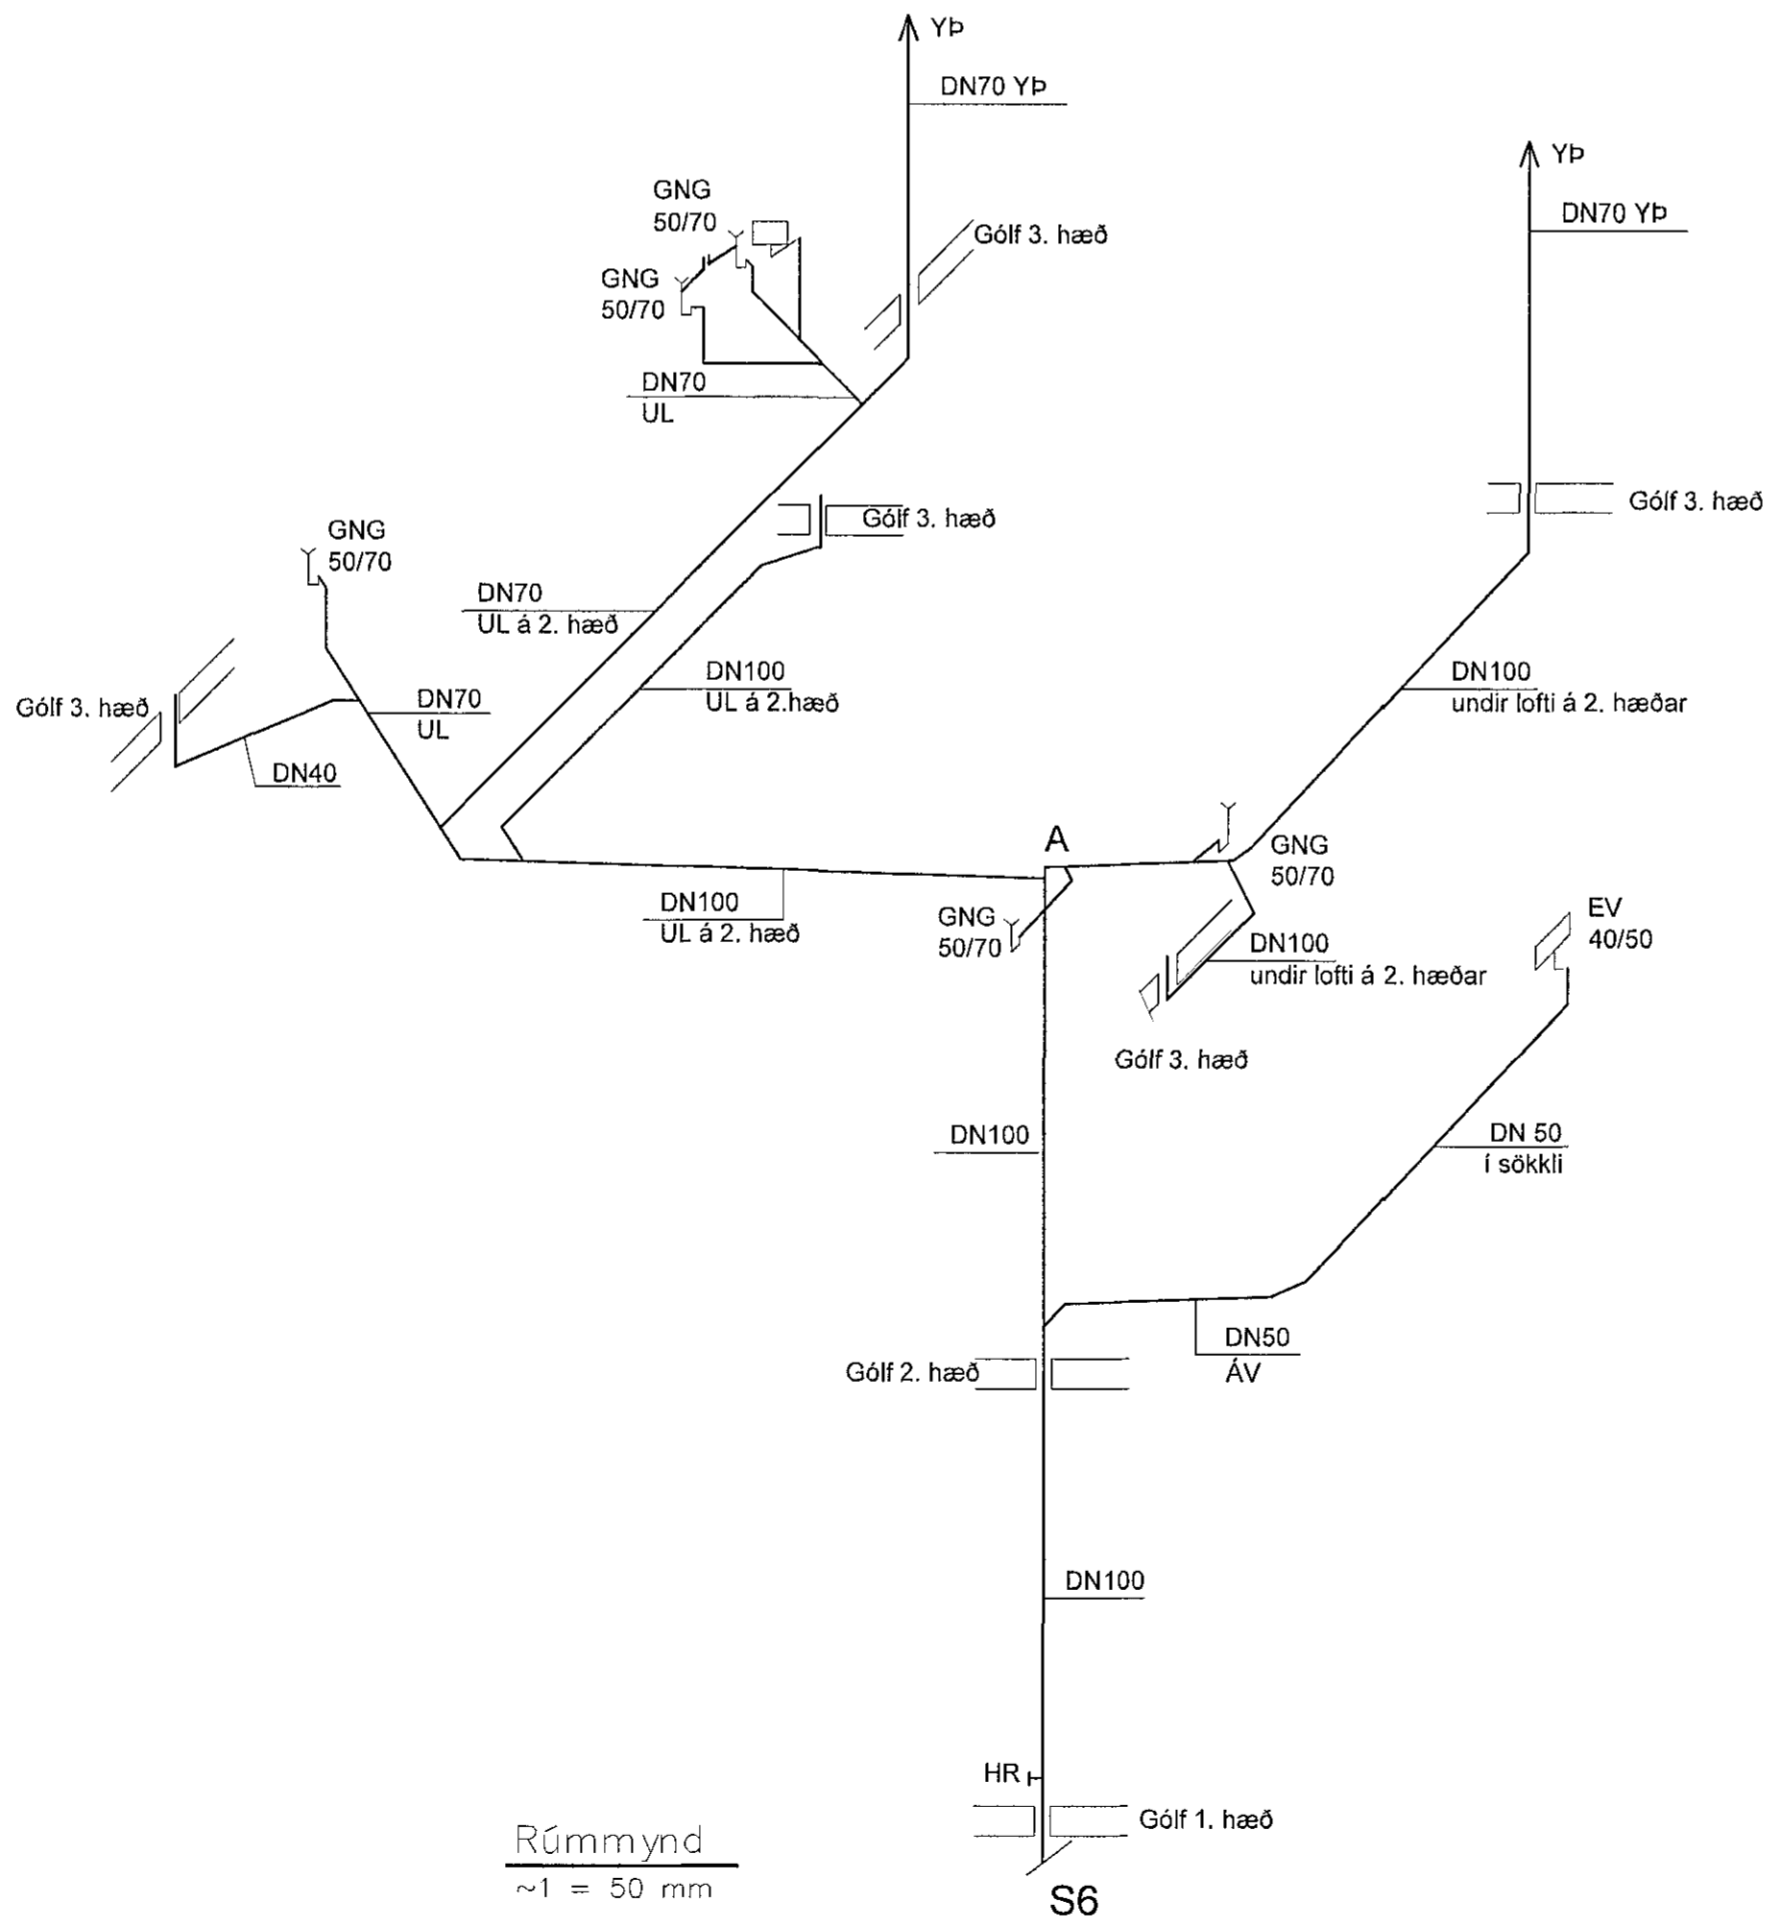 YÞ
DN70 YÞ
YÞ
GNG
50/70
DN70 YÞ
Gólf 3. hæð
GNG
50/70
DN70
UL
Gólf 3. hæð
Gólf 3. hæð
GNG
50/70
DN70
UL á 2. hæð
DN100
UL á 2.hæð
DN100
undir lofti á 2. hæðar
Gólf 3. hæð
DN70
UL
DN40
A
GNG
50/70
DN100
UL á 2. hæð
GNG
50/70
EV
40/50
DN100
undir lofti á 2. hæðar
Gólf 3. hæð
DN100
DN 50
í sökkli
DN50
ÁV
Gólf 2. hæð
DN100
HR
Gólf 1. hæð
Rúmmynd
~1 = 50 mm
S6